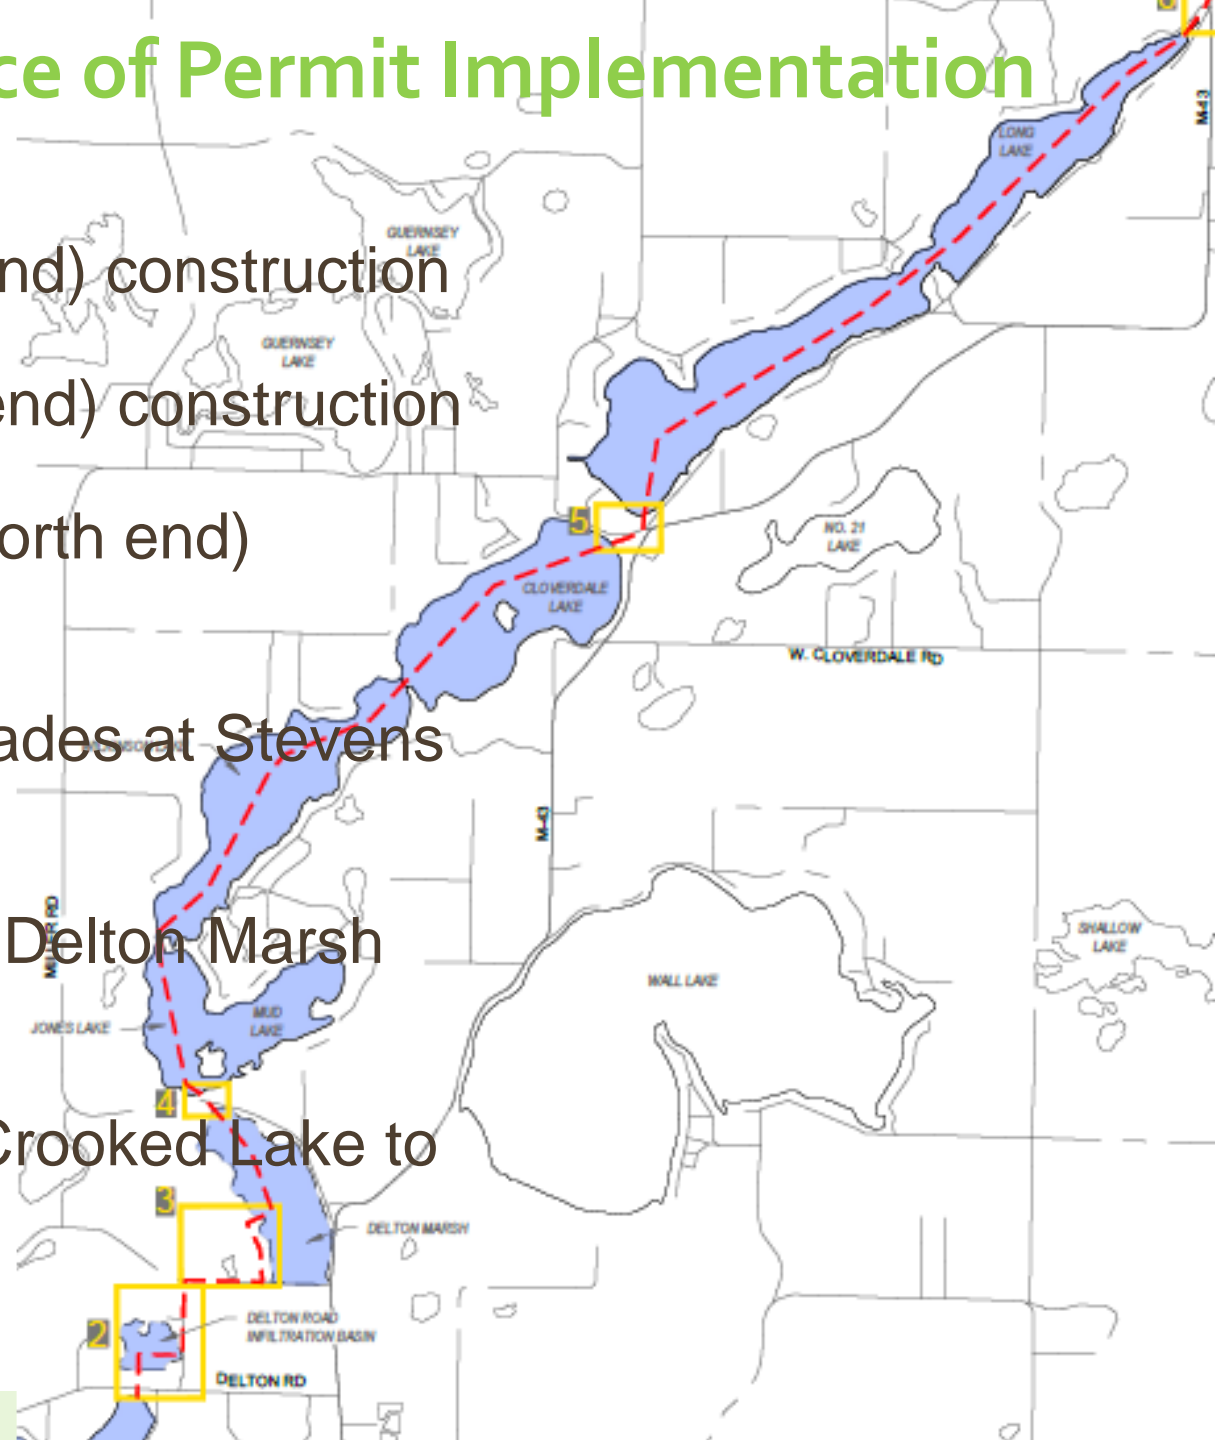 ce of Permit Implementation
M-43
LONG
LAKE
GUERNSEY
LAKE
nd) construction
GUERNSEY
LAKE
end) construction
5
orth end)
NO. 21
LAKE
CLOVERDALE
LAKE
W. CLOVERDALE RD
ades at Stevens
M-43
MILLER RD
Delton Marsh
SHALLOW
LAKE
WALL LAKE
JONES LAKE
MUD
LAKE
4
Crooked Lake to
3
DELTON MARSH
2
DELTON ROAD
INFILTRATION BASIN
DELTON RD